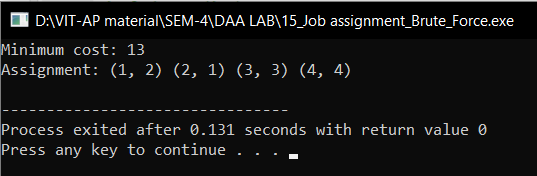 D:\VIT-AP material\SEM-4\DAA LAB\15_Job assignment_Brute_Force.exe
Minimum cost: 13
Assignment: (1, 2) (2, 1) (3, 3) (4, 4)
--------------------------------
Process exited after 0.131 seconds with return value 0
Press any key to continue . . .